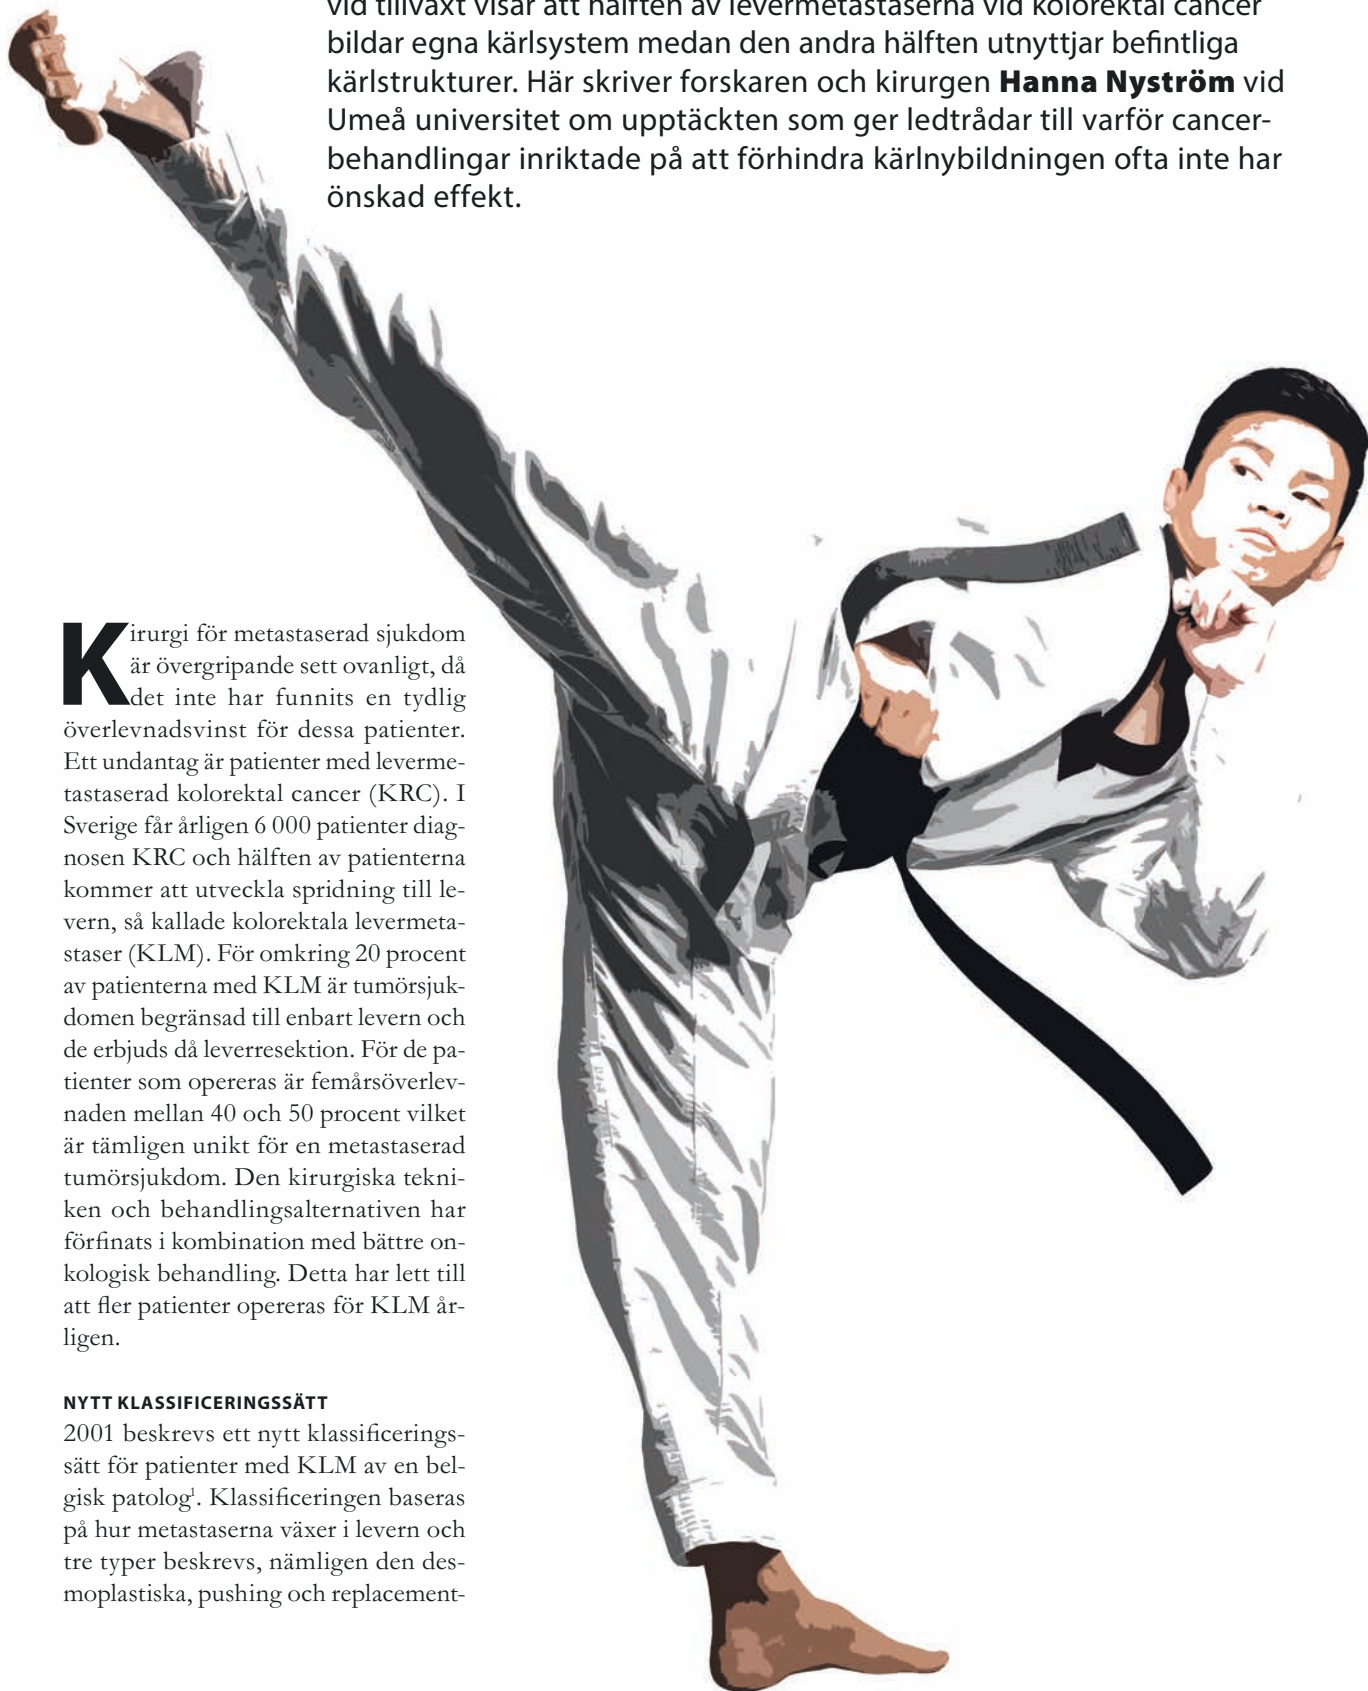 vid tillväxt visar att hälften av levermetastaserna vid kolorektal cancer
bildar egna kärlsystem medan den andra hälften utnyttjar befintliga
kärlstrukturer. Här skriver forskaren och kirurgen Hanna Nyström vid
Umeå universitet om upptäckten som ger ledtrådar till varför cancer-
behandlingar inriktade på att förhindra kärlnybildningen ofta inte har
önskad effekt.
Kirurgi för metastaserad sjukdom
är övergripande sett ovanligt, då
det inte har funnits en tydlig
överlevnadsvinst för dessa patienter.
Ett undantag är patienter med leverme-
tastaserad kolorektal cancer (KRC). I
Sverige får årligen 6 000 patienter diag-
nosen KRC och hälften av patienterna
kommer att utveckla spridning till le-
vern, så kallade kolorektala levermeta-
staser (KLM). För omkring 20 procent
av patienterna med KLM är tumörsjuk-
domen begränsad till enbart levern och
de erbjuds då leverresektion. För de pa-
tienter som opereras är femårsöverlev-
naden mellan 40 och 50 procent vilket
är tämligen unikt för en metastaserad
tumörsjukdom. Den kirurgiska tekni-
ken och behandlingsalternativen har
förfinats i kombination med bättre on-
kologisk behandling. Detta har lett till
att fler patienter opereras för KLM år-
ligen.
NYTT KLASSIFICERINGSSÄTT
2001 beskrevs ett nytt klassificerings-
sätt för patienter med KLM av en bel-
gisk patolog¹. Klassificeringen baseras
på hur metastaserna växer i levern och
tre typer beskrevs, nämligen den des-
moplastiska, pushing och replacement-